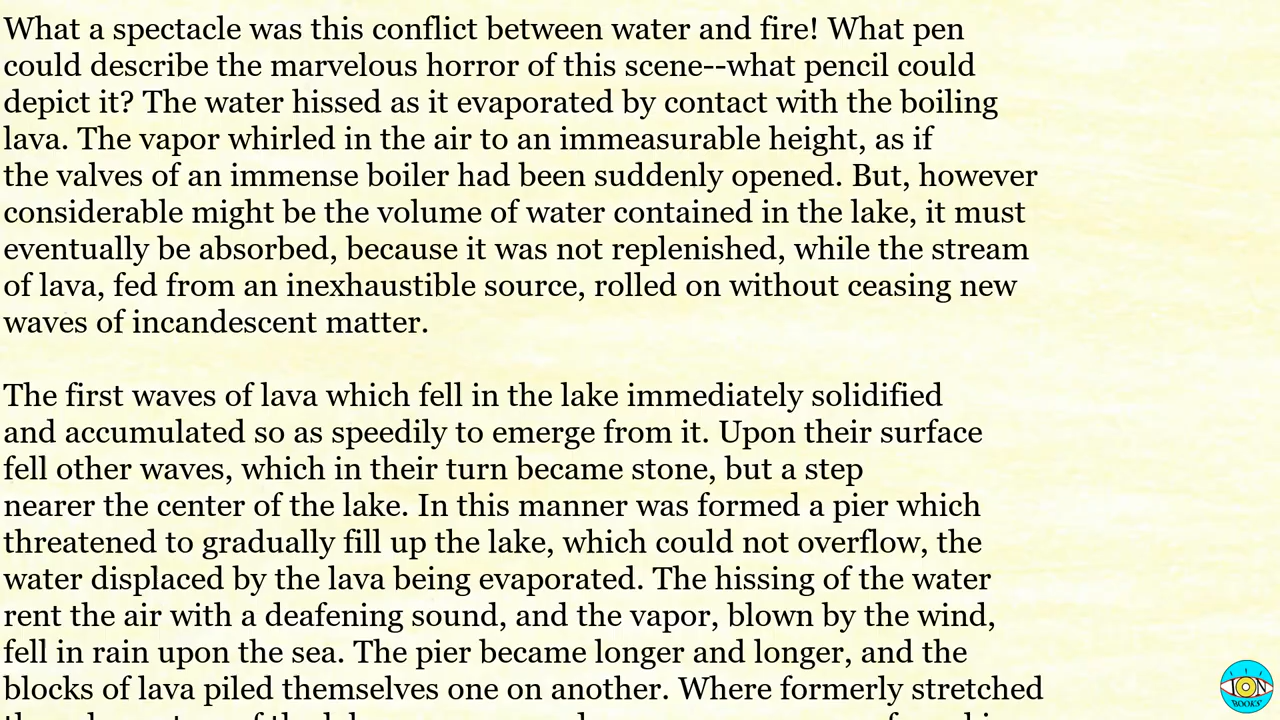 What a spectacle was this conflict between water and fire! What pen
could describe the marvelous horror of this scene--what pencil could
depict it? The water hissed as it evaporated by contact with the boiling
lava. The vapor whirled in the air to an immeasurable height, as if
the valves of an immense boiler had been suddenly opened. But, however
considerable might be the volume of water contained in the lake, it must
eventually be absorbed, because it was not replenished, while the stream
of lava, fed from an inexhaustible source, rolled on without ceasing new
waves of incandescent matter.
The first waves of lava which fell in the lake immediately solidified
and accumulated so as speedily to emerge from it. Upon their surface
fell other waves, which in their turn became stone, but a step
nearer the center of the lake. In this manner was formed a pier which
threatened to gradually fill up the lake, which could not overflow, the
water displaced by the lava being evaporated. The hissing of the water
rent the air with a deafening sound, and the vapor, blown by the wind,
fell in rain upon the sea. The pier became longer and longer, and the
blocks of lava piled themselves one on another. Where formerly stretched
ION
BOOKS